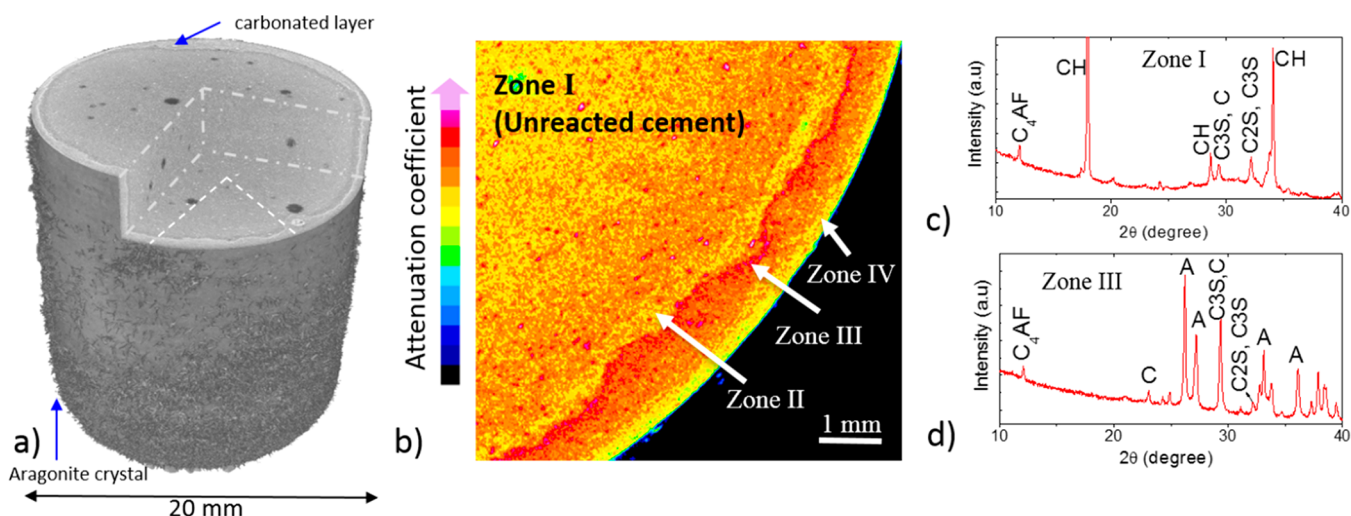 carbonated layer
a)
Aragonite crystal
20 mm
b)
Attenuation coefficient
Zone I
(Unreacted cement)
Zone IV
Zone III
Zone II
1 mm
c)
Intensity (a.u)
Zone I
C₄AF
CH
CH
C3S, C
C2S, C3S
CH
10
20
30
40
2θ (degree)
d)
Intensity (a.u)
Zone III
C₄AF
C
A
A
C3S,C
C2S, C3S
A
A
10
20
30
40
2θ (degree)